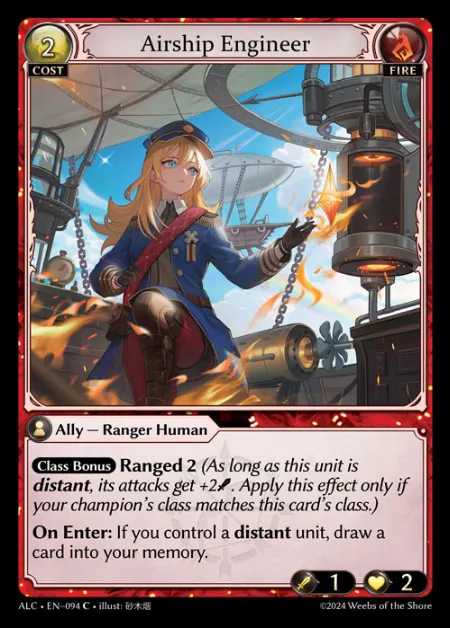 2
Airship Engineer
COST
FIRE
Ally — Ranger Human
Class Bonus Ranged 2 (As long as this unit is
distant, its attacks get +2. Apply this effect only if
your champion's class matches this card's class.)
On Enter: If you control a distant unit, draw a
card into your memory.
1
2
ALC • EN-094 C • illust: 砂木烟
©2024 Weebs of the Shore